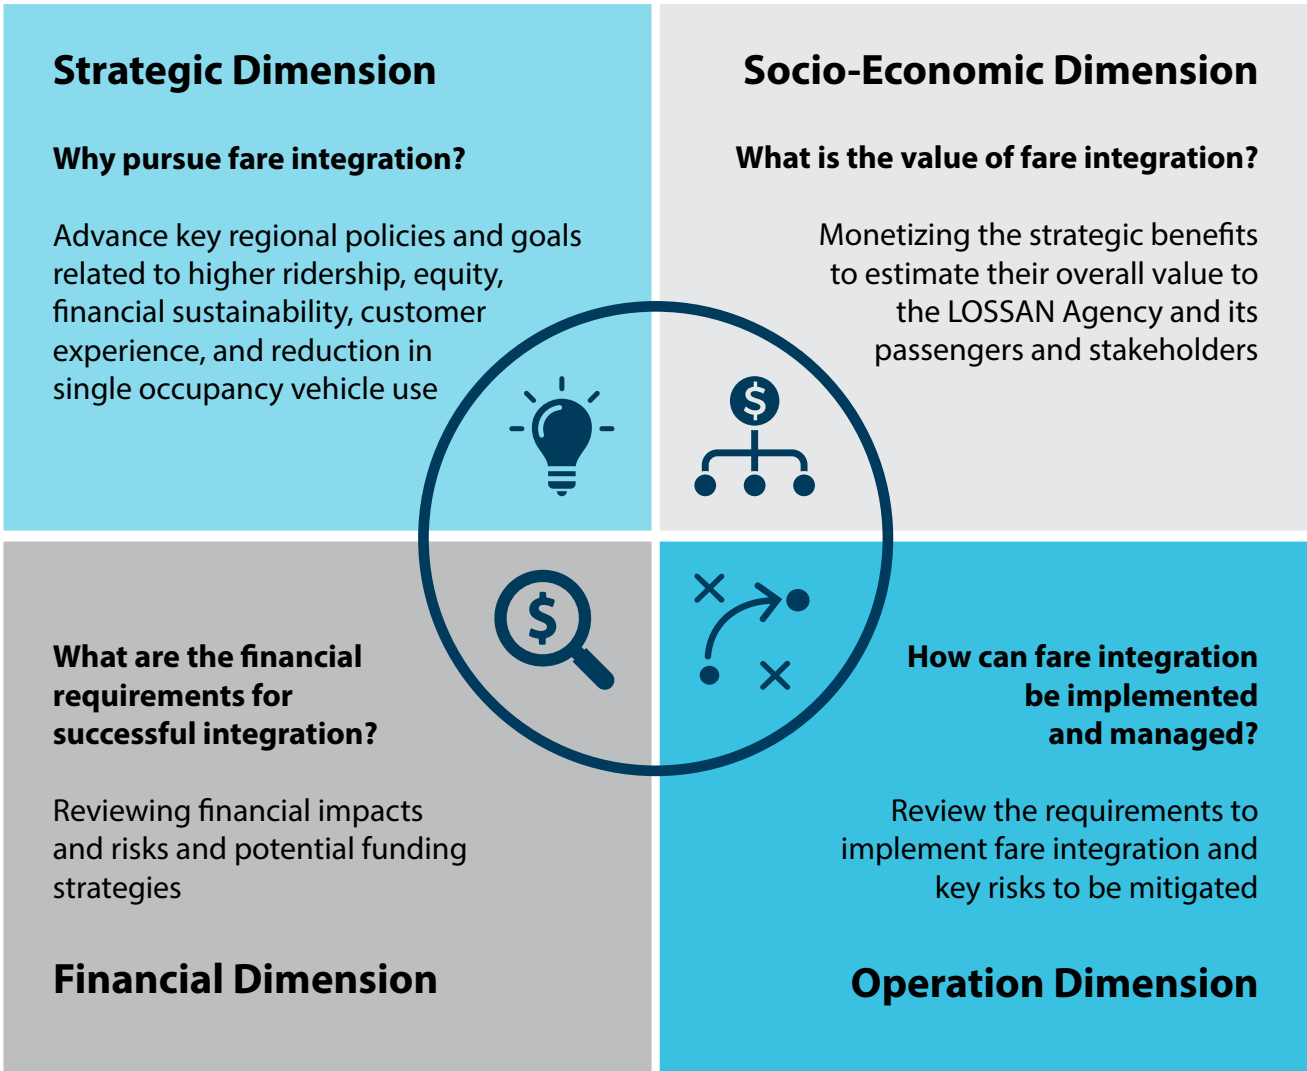 Strategic Dimension
Why pursue fare integration?
Advance key regional policies and goals
related to higher ridership, equity,
financial sustainability, customer
experience, and reduction in
single occupancy vehicle use
Socio-Economic Dimension
What is the value of fare integration?
Monetizing the strategic benefits
to estimate their overall value to
the LOSSAN Agency and its
passengers and stakeholders
$
$
What are the financial
requirements for
successful integration?
Reviewing financial impacts
and risks and potential funding
strategies
Financial Dimension
How can fare integration
be implemented
and managed?
Review the requirements to
implement fare integration and
key risks to be mitigated
Operation Dimension